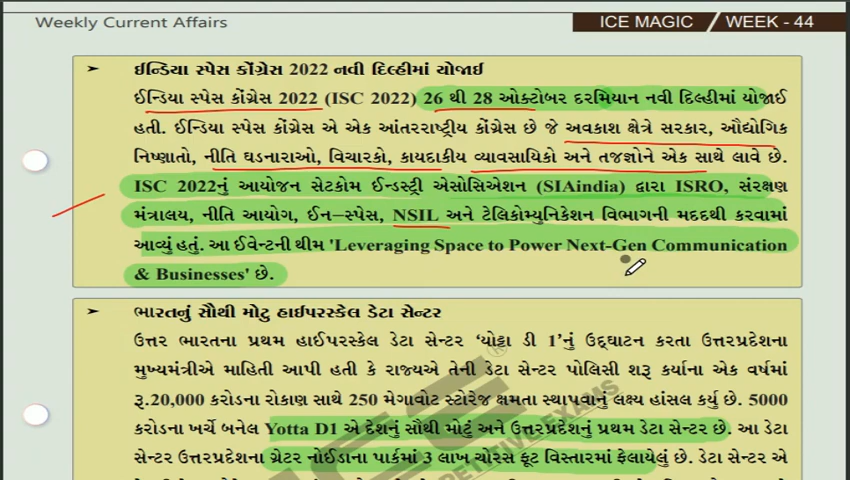 Weekly Current Affairs
ICE MAGIC / WEEK - 44
➤ ઈન્ડિયા સ્પેસ કોંગ્રેસ 2022 નવી દિલ્હીમાં યોજાઈ
ઈન્ડિયા સ્પેસ કોંગ્રેસ 2022 (ISC 2022) 26 થી 28 ઓક્ટોબર દરમિયાન નવી દિલ્હીમાં યોજાઈ
હતી. ઈન્ડિયા સ્પેસ કોંગ્રેસ એ એક આંતરરાષ્ટ્રીય કોંગ્રેસ છે જે અવકાશ ક્ષેત્રે સરકાર, ઔદ્યોગિક
નિષ્ણાતો, નીતિ ઘડનારાઓ, વિચારકો, કાયદાકીય વ્યાવસાયિકો અને તજજ્ઞોને એક સાથે લાવે છે.
ISC 2022નું આયોજન સેટકોમ ઈન્ડસ્ટ્રી એસોસિએશન (SIAindia) દ્વારા ISRO, સંરક્ષણ
મંત્રાલય, નીતિ આયોગ, ઈન–સ્પેસ, NSIL અને ટેલિકોમ્યુનિકેશન વિભાગની મદદથી કરવામાં
આવ્યું હતું. આ ઈવેન્ટની થીમ 'Leveraging Space to Power Next-Gen Communication
& Businesses' છે.
➤ ભારતનું સૌથી મોટુ હાઈપરસ્કેલ ડેટા સેન્ટર
ઉત્તર ભારતના પ્રથમ હાઈપરસ્કેલ ડેટા સેન્ટર 'યોટ્ટા ડી 1'નું ઉદ્‌ઘાટન કરતા ઉત્તરપ્રદેશના
મુખ્યમંત્રીએ માહિતી આપી હતી કે રાજ્યએ તેની ડેટા સેન્ટર પોલિસી શરૂ કર્યાના એક વર્ષમાં
રૂ.20,000 કરોડના રોકાણ સાથે 250 મેગાવોટ સ્ટોરેજ ક્ષમતા સ્થાપવાનું લક્ષ્ય હાંસલ કર્યુ છે. 5000
કરોડના ખર્ચે બનેલ Yotta D1 એ દેશનું સૌથી મોટું અને ઉત્તરપ્રદેશનું પ્રથમ ડેટા સેન્ટર છે. આ ડેટા
સેન્ટર ઉત્તરપ્રદેશના ગ્રેટર નોઈડાના પાર્કમાં 3 લાખ ચોરસ ફૂટ વિસ્તારમાં ફેલાયેલું છે. ડેટા સેન્ટર એ